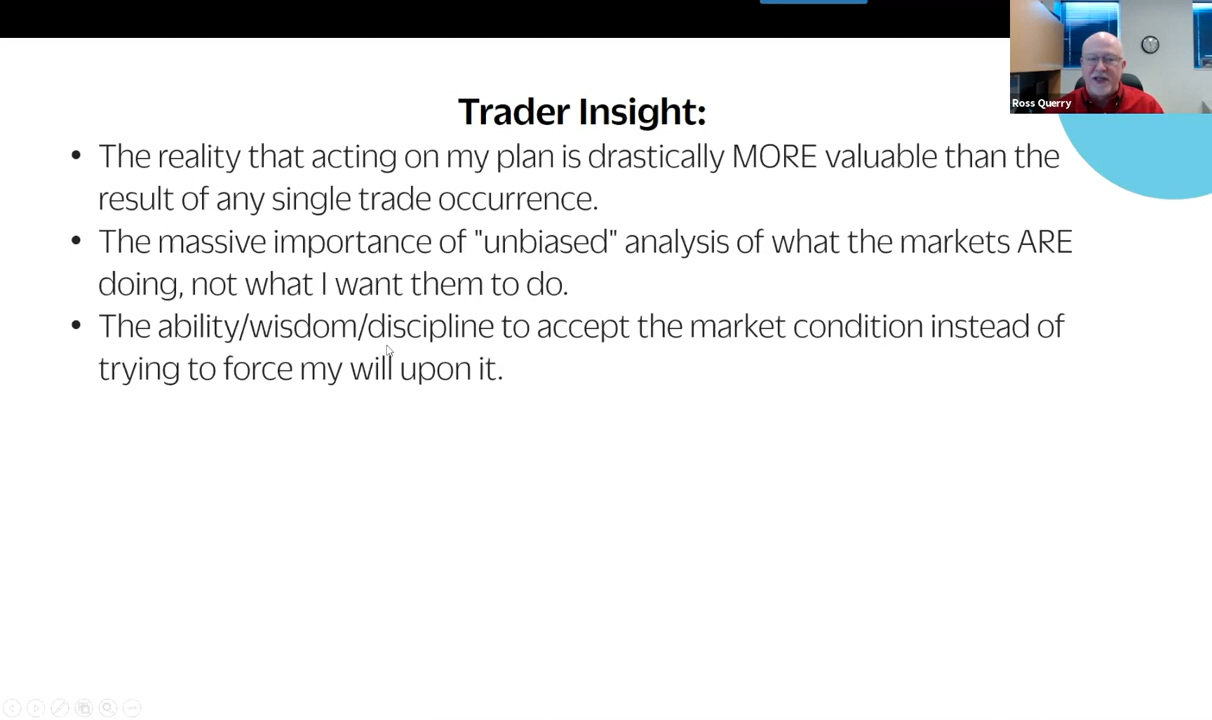 Ross Querry
Trader Insight:
• The reality that acting on my plan is drastically MORE valuable than the
result of any single trade occurrence.
• The massive importance of "unbiased" analysis of what the markets ARE
doing, not what I want them to do.
• The ability/wisdom/discipline to accept the market condition instead of
trying to force my will upon it.